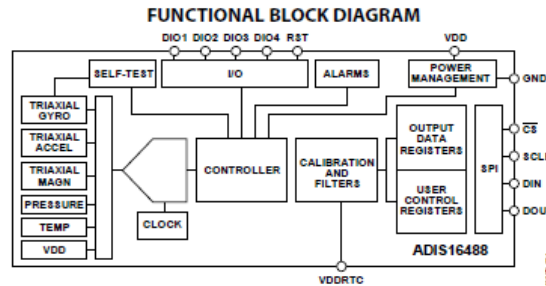 FUNCTIONAL BLOCK DIAGRAM
DIO1 DIO2 DIO3 DIO4 RST VDD
SELF-TEST
I/O
ALARMS
POWER
MANAGEMENT
GND
TRIAXIAL
GYRO
TRIAXIAL
ACCEL
TRIAXIAL
MAGN
PRESSURE
TEMP
VDD
CLOCK
CONTROLLER
CALIBRATION
AND
FILTERS
OUTPUT
DATA
REGISTERS
USER
CONTROL
REGISTERS
SPI
CS
SCL
DIN
DOU
ADIS16488
VDDRTC